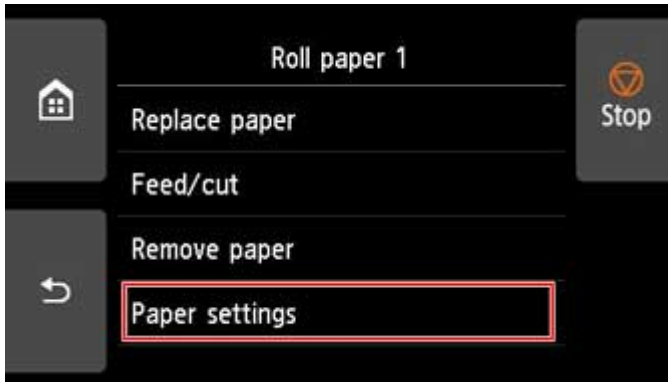 Roll paper 1
Stop
Replace paper
Feed/cut
Remove paper
Paper settings